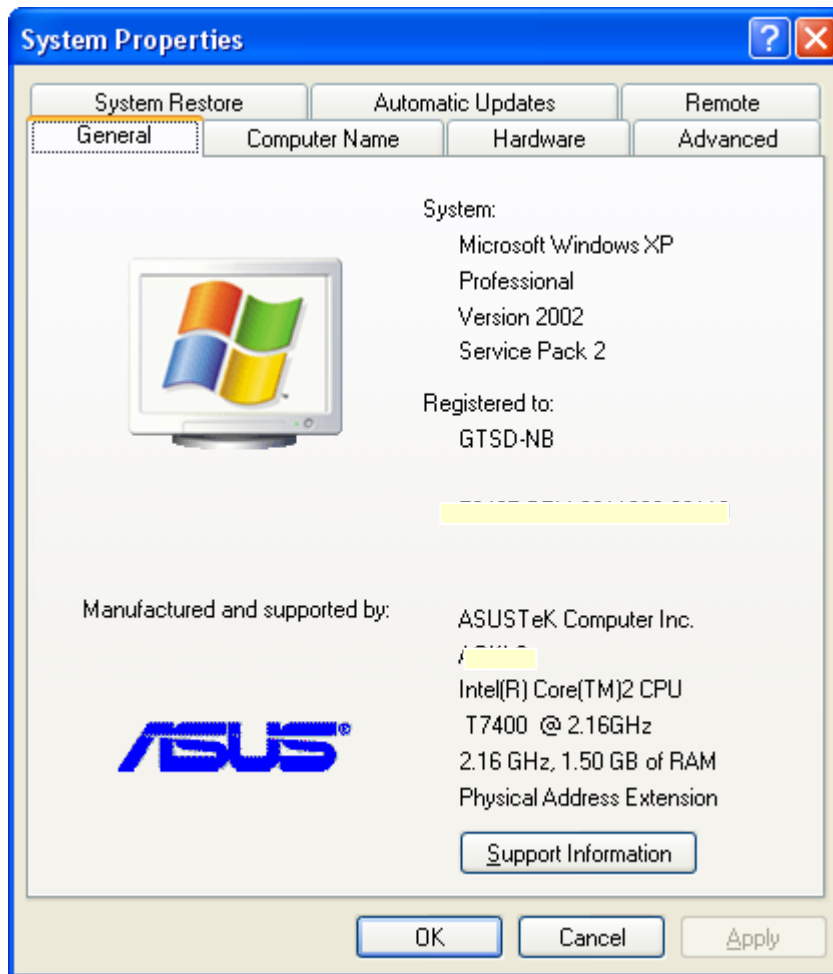 System Properties
System Restore Automatic Updates Remote
General Computer Name Hardware Advanced
System:
Microsoft Windows XP
Professional
Version 2002
Service Pack 2
Registered to:
GTSD-NB
Manufactured and supported by:
ASUSTeK Computer Inc.
Intel(R) Core(TM)2 CPU
T7400 @ 2.16GHz
2.16 GHz, 1.50 GB of RAM
Physical Address Extension
ASUS®
Support Information
OK Cancel Apply